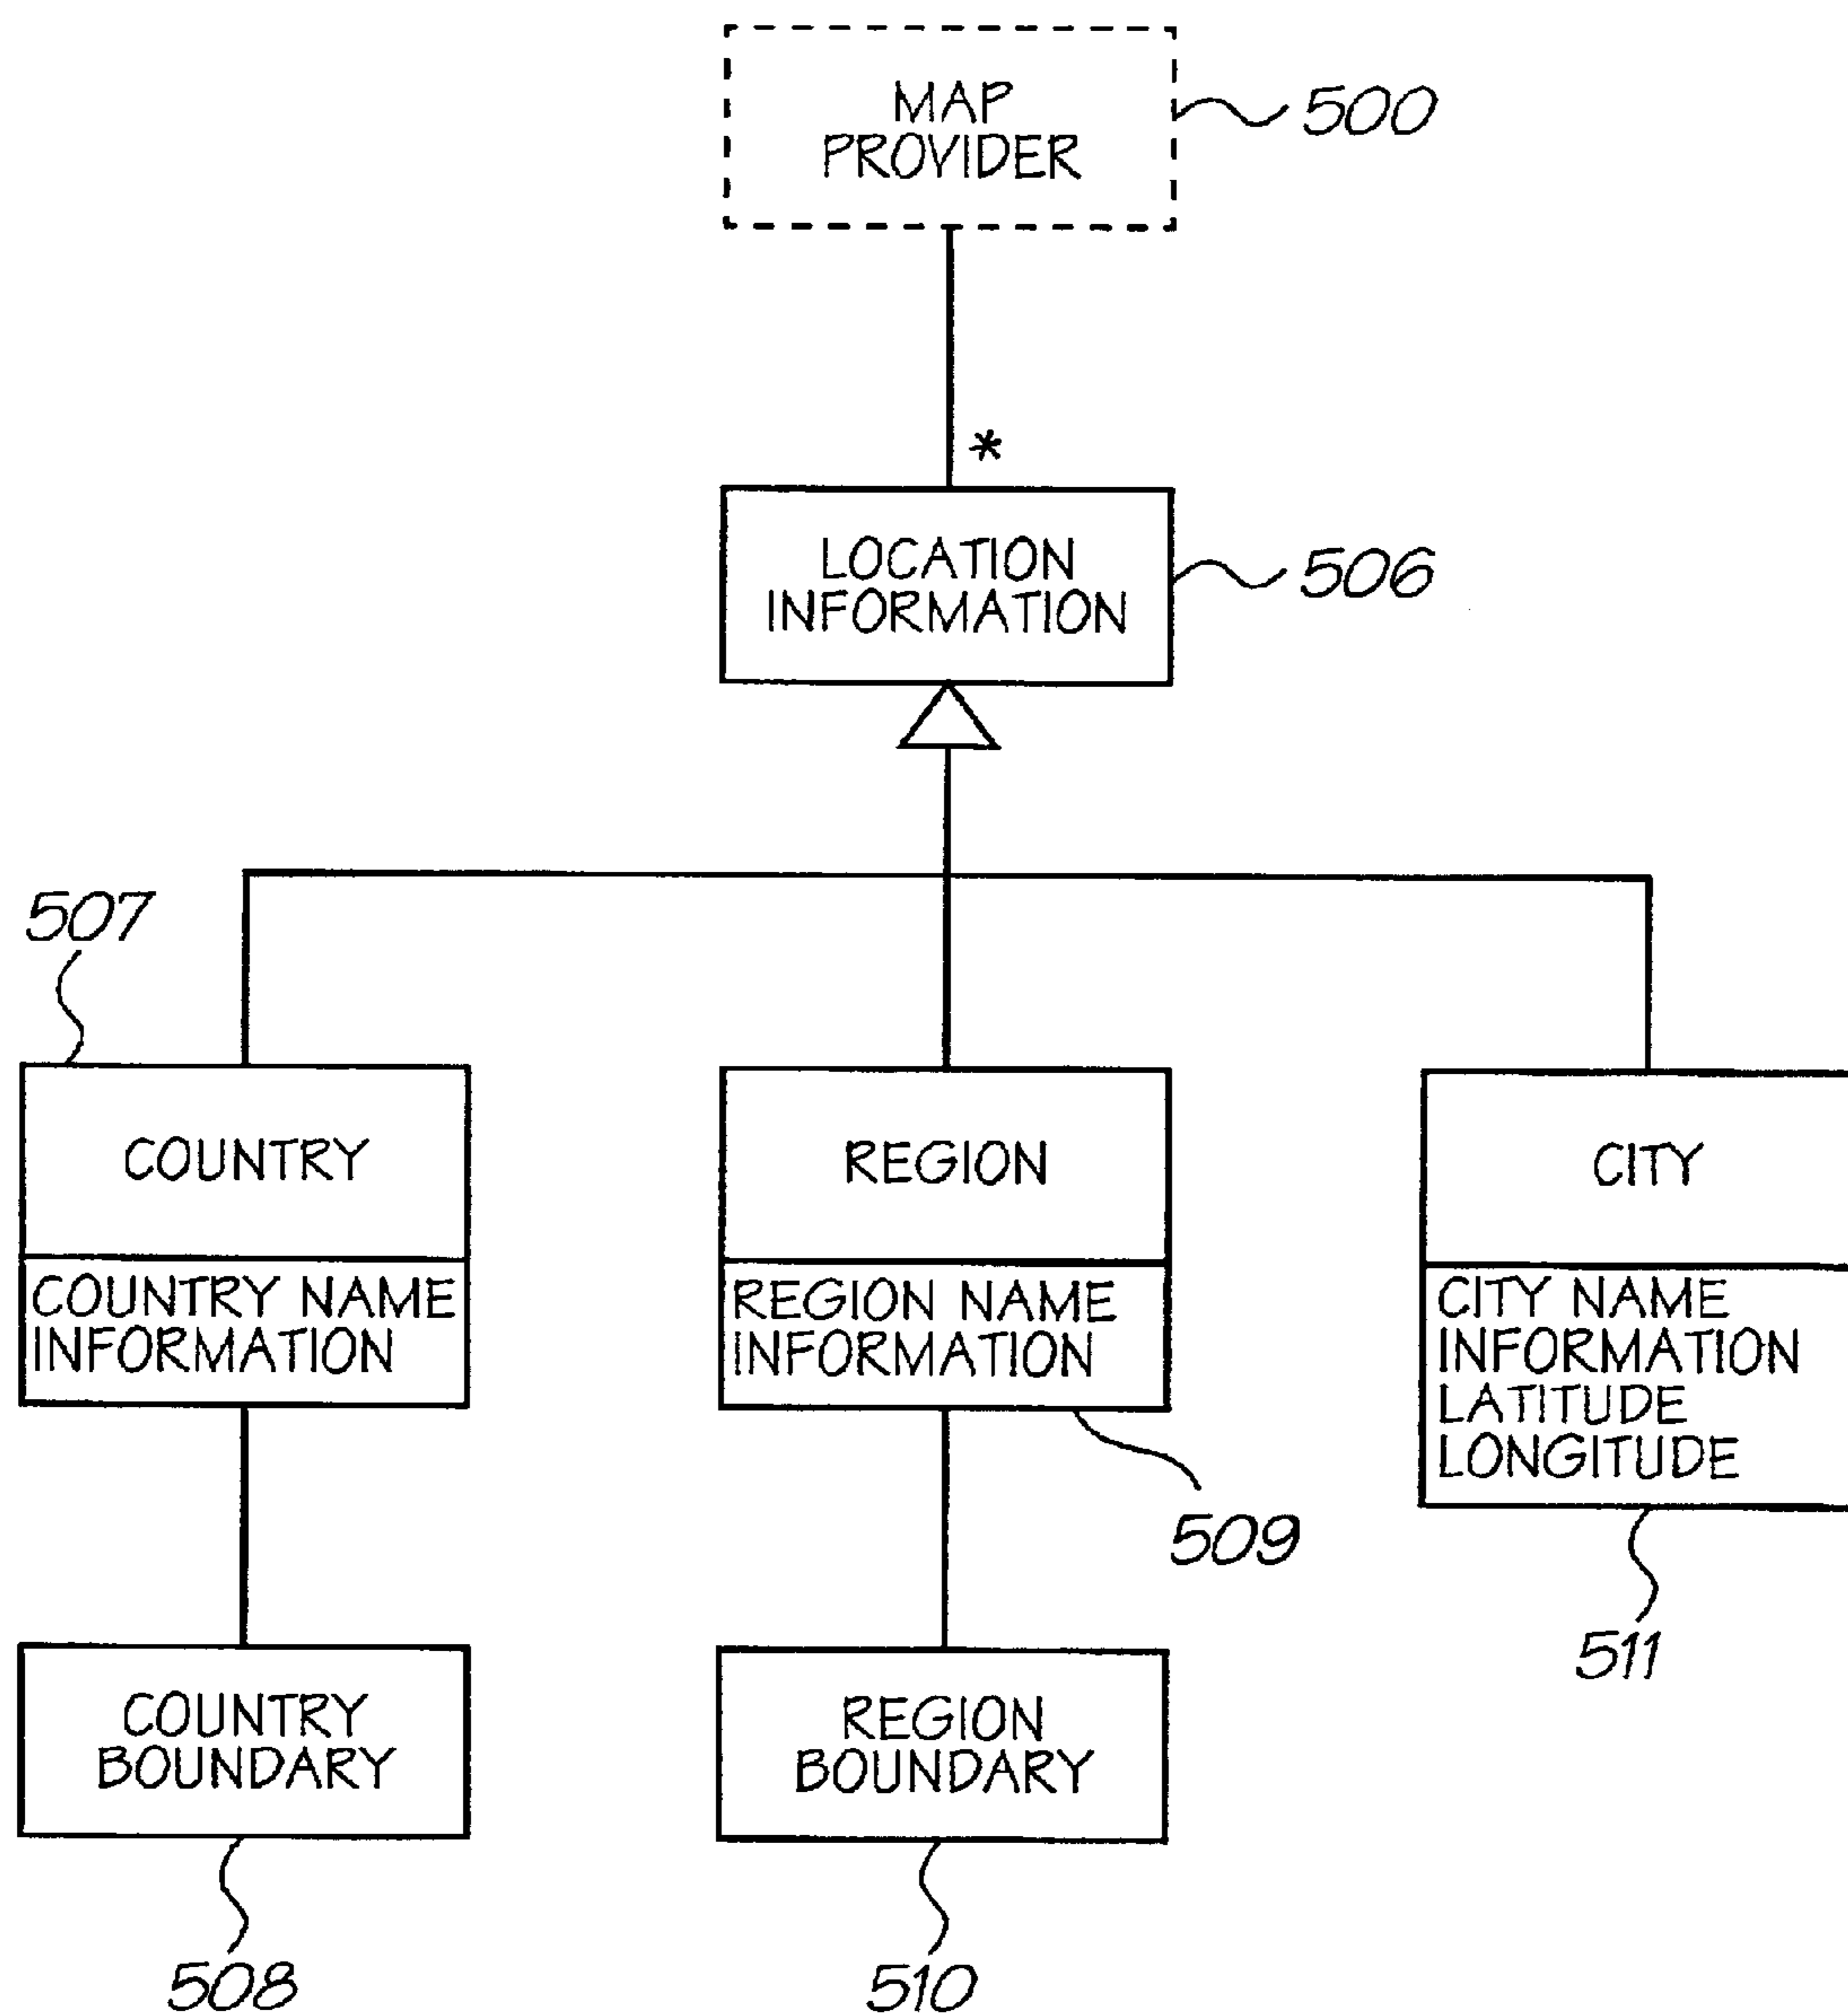 MAP
PROVIDER
500
*
LOCATION
INFORMATION
506
507
COUNTRY
COUNTRY NAME
INFORMATION
REGION
REGION NAME
INFORMATION
CITY
CITY NAME
INFORMATION
LATITUDE
LONGITUDE
509
511
COUNTRY
BOUNDARY
REGION
BOUNDARY
508
510